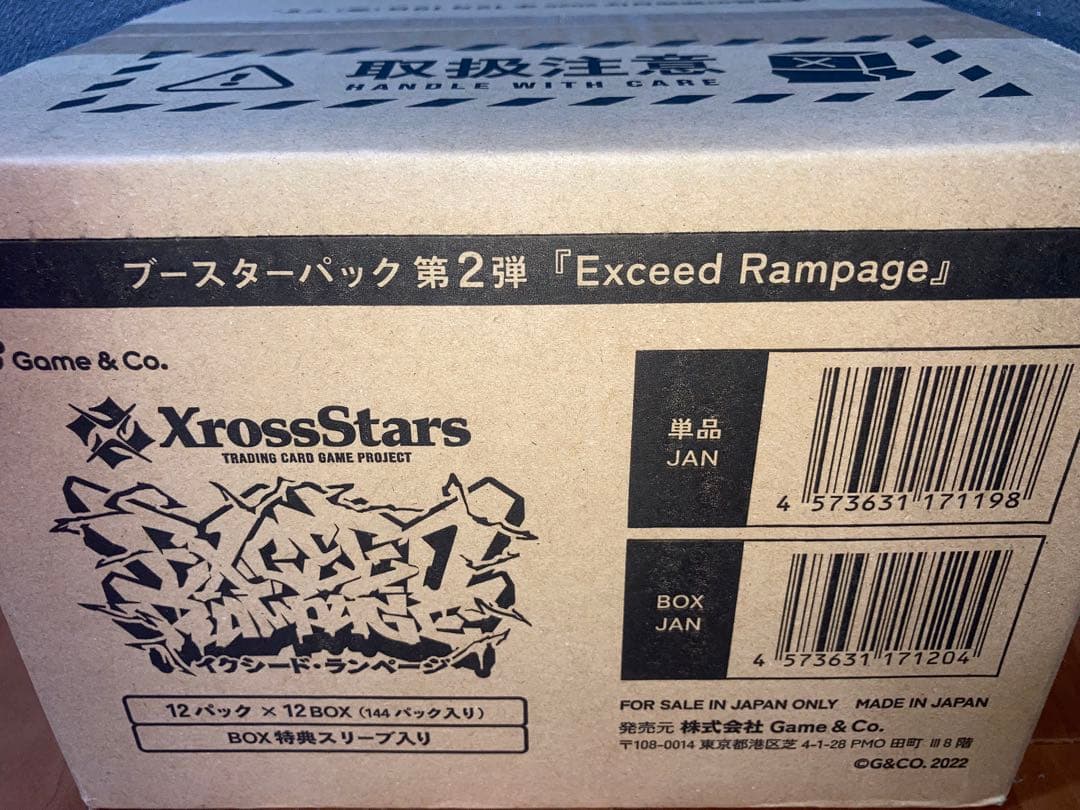 取扱注意
HANDLE WITH CARE
ブースターパック 第2弾 『Exceed Rampage』
Game & Co.
XrossStars
TRADING CARD GAME PROJECT
EXCEED
RAMPAGE
イクシード・ランページ
12パック × 12BOX (144パック入り)
BOX特典スリーブ入り
単品
JAN
4 573631 171198
BOX
JAN
4 573631 171204
FOR SALE IN JAPAN ONLY MADE IN JAPAN
発売元 株式会社 Game & Co.
〒108-0014 東京都港区芝 4-1-28 PMO 田町 III 8 階
©G&CO. 2022